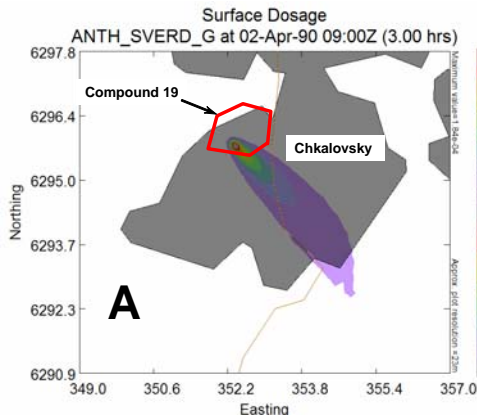 Surface Dosage
ANTH_SVERD_G at 02-Apr-90 09:00Z (3.00 hrs)
6297.8
6296.4
6295.0
6293.7
6292.3
6290.9
Northing
Compound 19
Chkalovsky
A
349.0 350.6 352.2 353.8 355.4 357.0
Easting
Maximum value=1.84e-04
Approx. plot resolution =23m